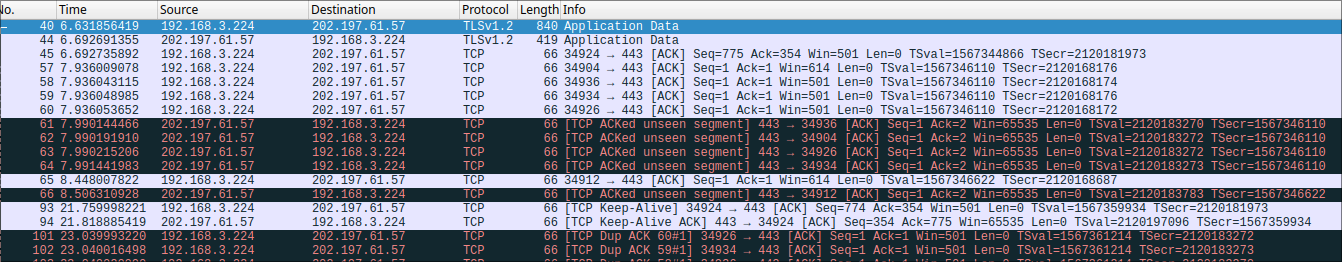 No. Time Source Destination Protocol Length Info
40 6.631856419 192.168.3.224 202.197.61.57 TLSv1.2 840 Application Data
44 6.692691355 202.197.61.57 192.168.3.224 TLSv1.2 419 Application Data
45 6.692735892 192.168.3.224 202.197.61.57 TCP 66 34924 → 443 [ACK] Seq=775 Ack=354 Win=501 Len=0 TSval=1567344866 TSecr=2120181973
57 7.936009078 192.168.3.224 202.197.61.57 TCP 66 34904 → 443 [ACK] Seq=1 Ack=1 Win=614 Len=0 TSval=1567346110 TSecr=2120168176
58 7.936043115 192.168.3.224 202.197.61.57 TCP 66 34936 → 443 [ACK] Seq=1 Ack=1 Win=501 Len=0 TSval=1567346110 TSecr=2120168174
59 7.936048985 192.168.3.224 202.197.61.57 TCP 66 34934 → 443 [ACK] Seq=1 Ack=1 Win=501 Len=0 TSval=1567346110 TSecr=2120168176
60 7.936053652 192.168.3.224 202.197.61.57 TCP 66 34926 → 443 [ACK] Seq=1 Ack=1 Win=501 Len=0 TSval=1567346110 TSecr=2120168172
61 7.990144466 202.197.61.57 192.168.3.224 TCP 66 [TCP ACKed unseen segment] 443 → 34936 [ACK] Seq=1 Ack=2 Win=65535 Len=0 TSval=2120183270 TSecr=1567346110
62 7.990191910 202.197.61.57 192.168.3.224 TCP 66 [TCP ACKed unseen segment] 443 → 34904 [ACK] Seq=1 Ack=2 Win=65535 Len=0 TSval=2120183272 TSecr=1567346110
63 7.990215206 202.197.61.57 192.168.3.224 TCP 66 [TCP ACKed unseen segment] 443 → 34926 [ACK] Seq=1 Ack=2 Win=65535 Len=0 TSval=2120183272 TSecr=1567346110
64 7.991441983 202.197.61.57 192.168.3.224 TCP 66 [TCP ACKed unseen segment] 443 → 34934 [ACK] Seq=1 Ack=2 Win=65535 Len=0 TSval=2120183273 TSecr=1567346110
65 8.448007822 192.168.3.224 202.197.61.57 TCP 66 34912 → 443 [ACK] Seq=1 Ack=1 Win=614 Len=0 TSval=1567346622 TSecr=2120168687
66 8.506310928 202.197.61.57 192.168.3.224 TCP 66 [TCP ACKed unseen segment] 443 → 34912 [ACK] Seq=1 Ack=2 Win=65535 Len=0 TSval=2120183783 TSecr=1567346622
93 21.759998221 192.168.3.224 202.197.61.57 TCP 66 [TCP Keep-Alive] 34924 → 443 [ACK] Seq=774 Ack=354 Win=501 Len=0 TSval=1567359934 TSecr=2120181973
94 21.818885419 202.197.61.57 192.168.3.224 TCP 66 [TCP Keep-Alive ACK] 443 → 34924 [ACK] Seq=354 Ack=775 Win=65535 Len=0 TSval=2120197096 TSecr=1567359934
101 23.039993220 192.168.3.224 202.197.61.57 TCP 66 [TCP Dup ACK 60#1] 34926 → 443 [ACK] Seq=1 Ack=1 Win=501 Len=0 TSval=1567361214 TSecr=2120183272
102 23.040016498 192.168.3.224 202.197.61.57 TCP 66 [TCP Dup ACK 59#1] 34934 → 443 [ACK] Seq=1 Ack=1 Win=501 Len=0 TSval=1567361214 TSecr=2120183273